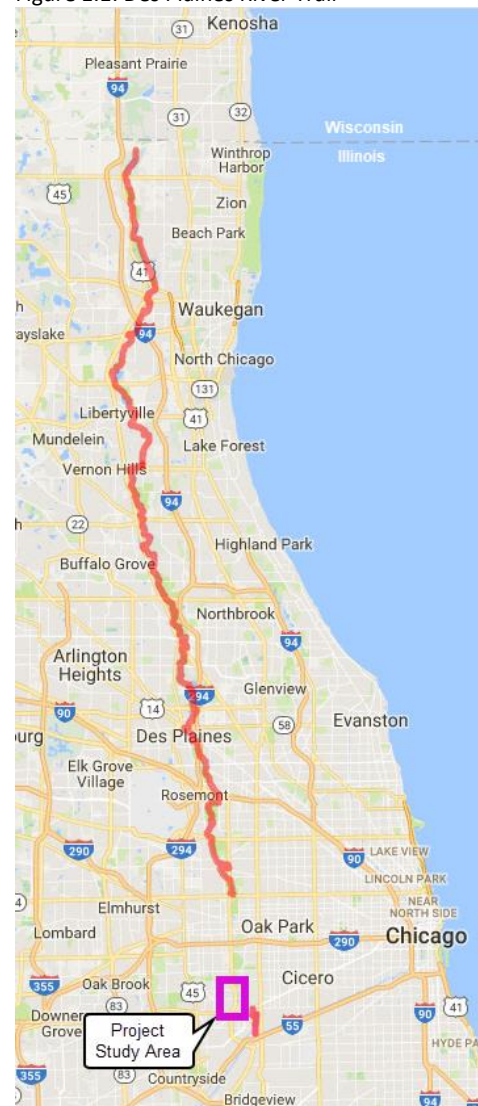 Figure Des Plaines River Trail
31
Kenosha
Pleasant Prairie
94
31
32
Wisconsin
Winthrop
Harbor
Illinois
45
Zion
Beach Park
41
h
Waukegan
ayslake
94
North Chicago
131
Libertyville
41
Mundelein
Lake Forest
Vernon Hills
94
h
22
Highland Park
Buffalo Grove
Northbrook
94
Arlington
Heights
294
Glenview
90
14
58
Evanston
urg
Des Plaines
Elk Grove
Village
Rosemont
290
294
90
LAKE VIEW
LINCOLN PARK
4
Elmhurst
NEAR
NORTH SIDE
Oak Park
Lombard
290
Chicago
Cicero
355
Oak Brook
45
Downer
Grove
83
90
41
55
Project
Study Area
HYDE PA
355
83
Countryside
Bridgeview
94